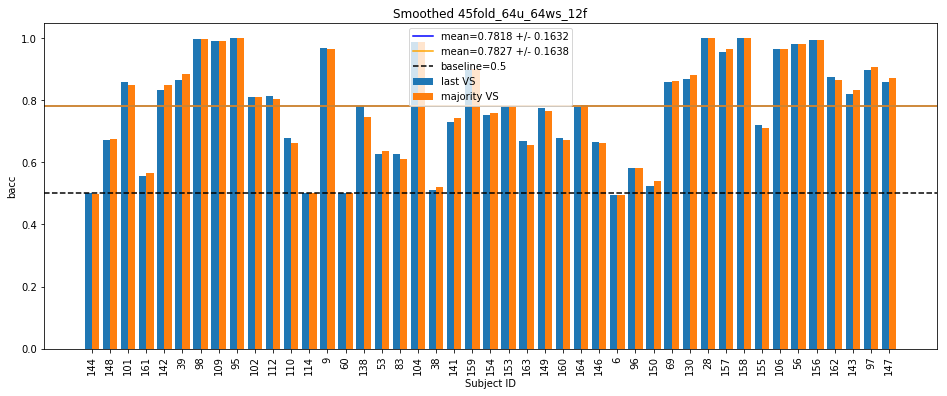 Smoothed 45fold_64u_64ws_12f
mean=0.7818 +/- 0.1632
mean=0.7827 +/- 0.1638
baseline=0.5
last VS
majority VS
bacc
1.0
0.8
0.6
0.4
0.2
0.0
144 148 101 161 142 39 98 109 95 102 112 110 114 9 60 138 53 83 104 38 141 159 154 153 163 149 160 164 146 6 96 150 69 130 28 157 158 155 106 56 156 162 143 97 147
Subject ID